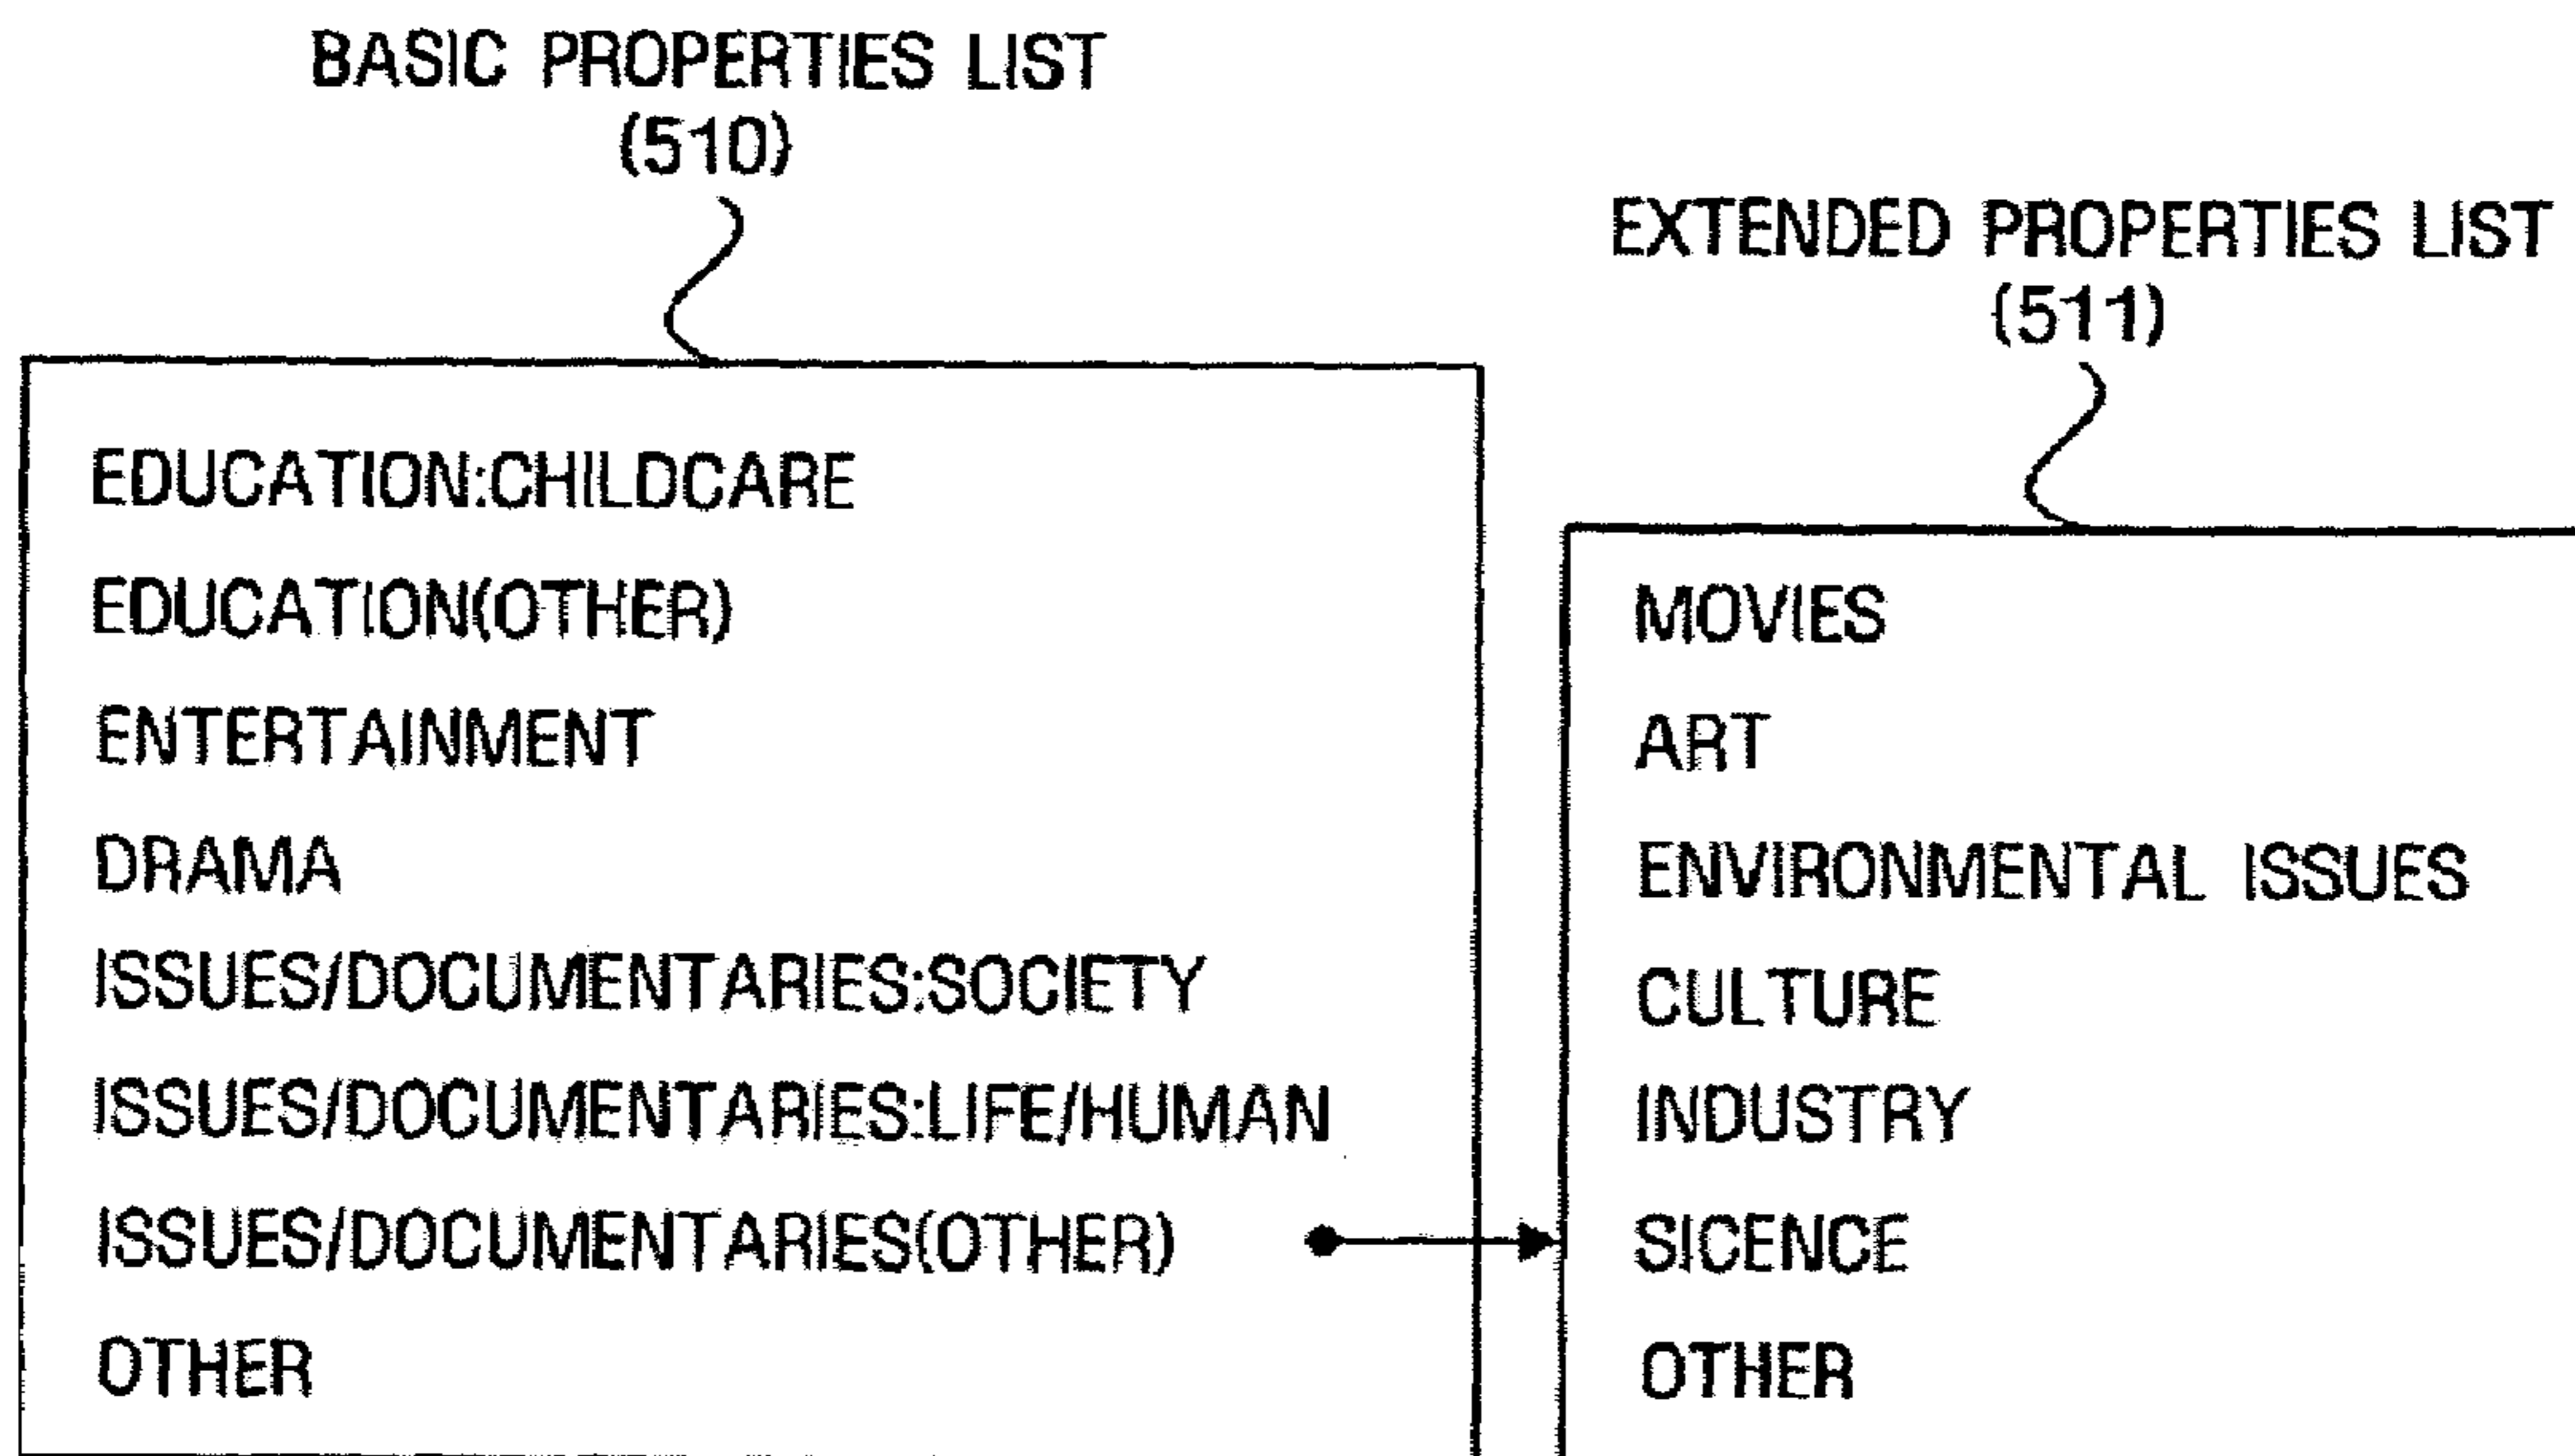 BASIC PROPERTIES LIST
(510)
EDUCATION:CHILDCARE
EDUCATION(OTHER)
ENTERTAINMENT
DRAMA
ISSUES/DOCUMENTARIES:SOCIETY
ISSUES/DOCUMENTARIES:LIFE/HUMAN
ISSUES/DOCUMENTARIES(OTHER)
OTHER
EXTENDED PROPERTIES LIST
(511)
MOVIES
ART
ENVIRONMENTAL ISSUES
CULTURE
INDUSTRY
SICENCE
OTHER